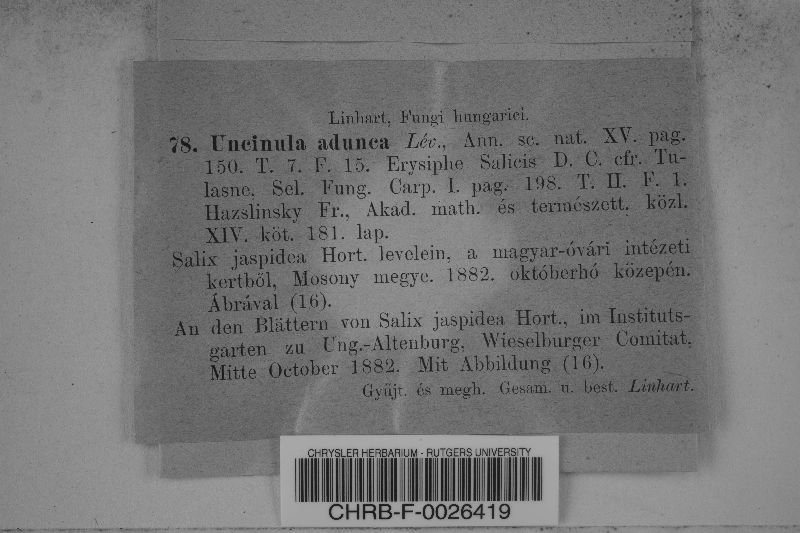 Linhart, Fungi hungarici.
78. Uncinula adunca Lév., Ann. sc. nat. XV. pag.
150. T. 7. F. 15. Erysiphe Salicis D. C. cfr. Tu-
lasne, Sel. Fung. Carp. I. pag. 198. T. II. F. 1.
Hazslinsky Fr., Akad. math. és természett. közl.
XIV. köt. 181. lap.
Salix jaspidea Hort. levelein, a magyar-óvári intézeti
kertből, Mosony megye. 1882. októberhó közepén.
Ábrával (16).
An den Blättern von Salix jaspidea Hort., im Instituts-
garten zu Ung.-Altenburg, Wieselburger Comitat,
Mitte October 1882. Mit Abbildung (16).
Gyűjt. és megh. Gesam. u. best. Linhart.
CHRYSLER HERBARIUM - RUTGERS UNIVERSITY
CHRB-F-0026419